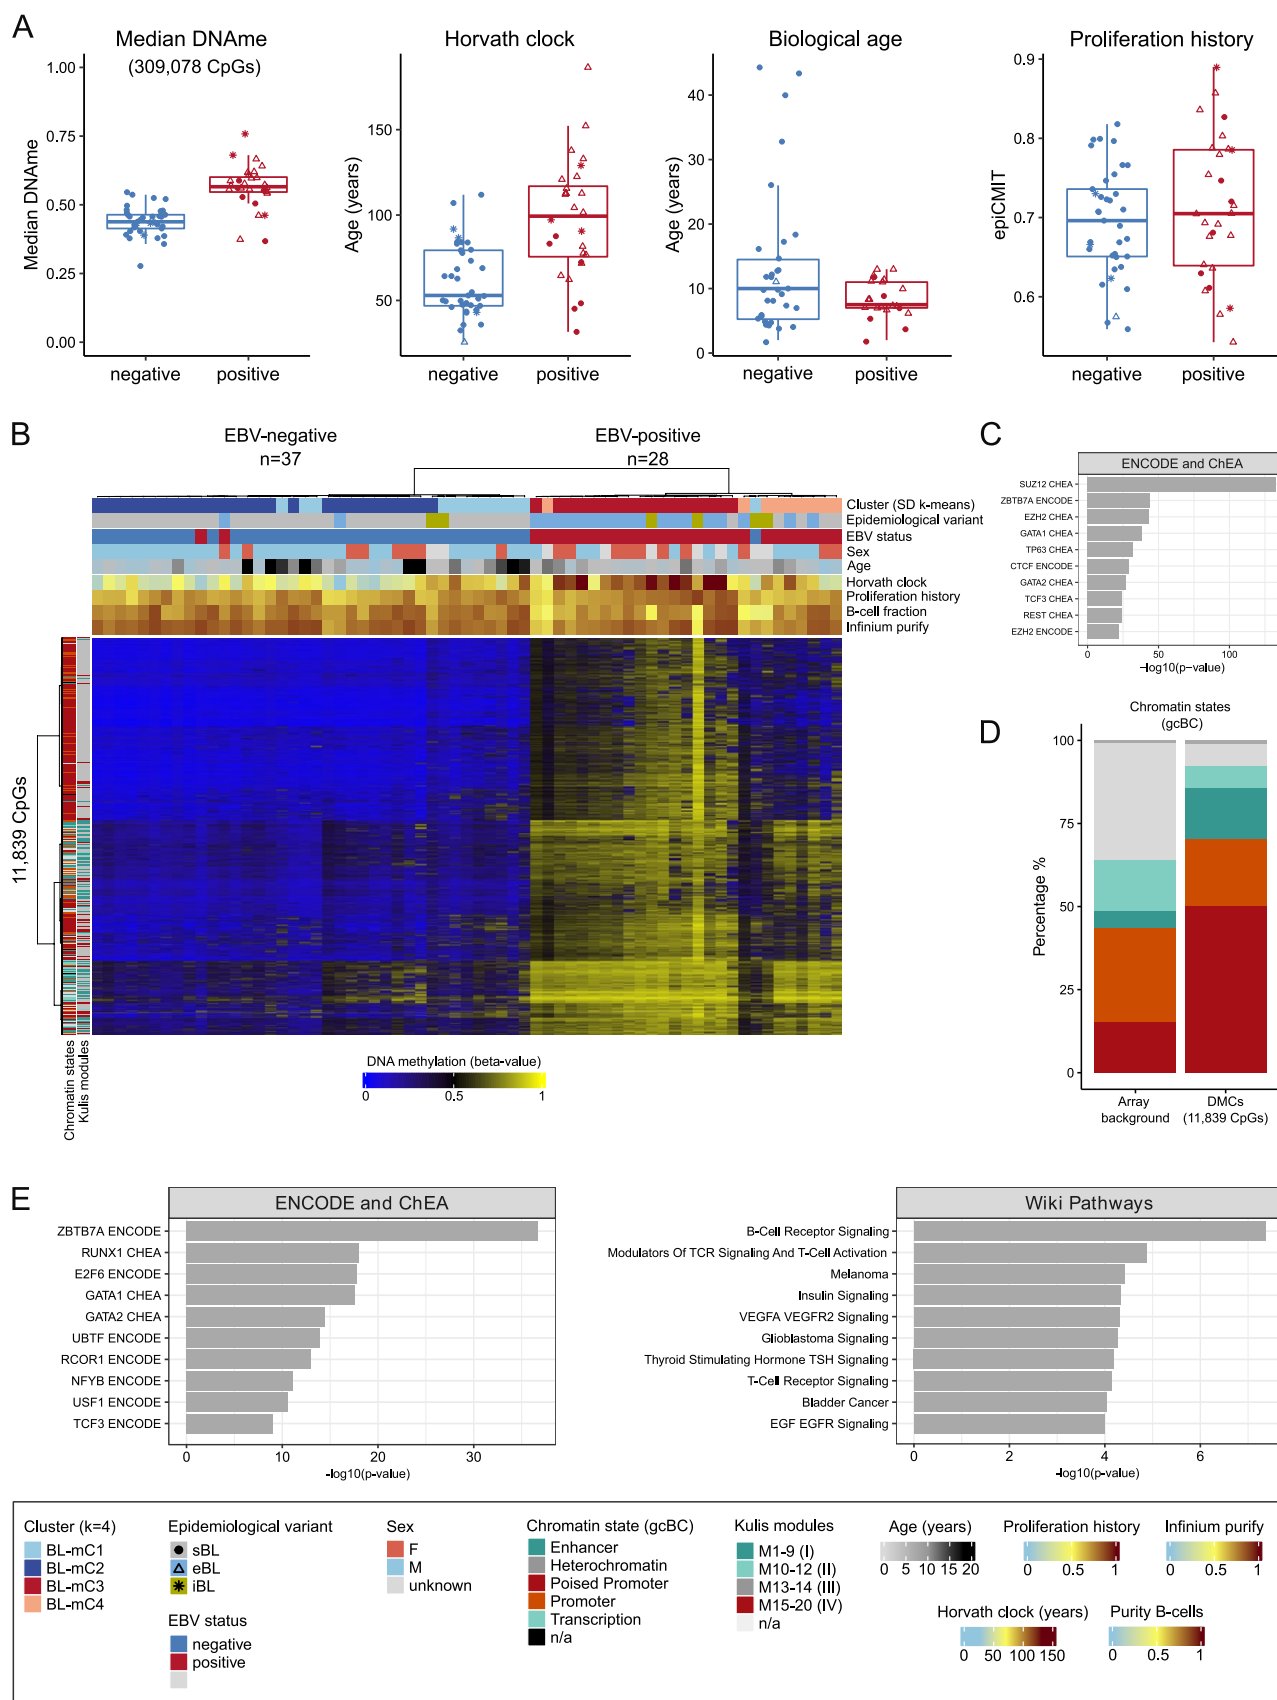 A
Median DNAme
(309,078 CpGs)
Median DNAme
1.00
0.75
0.50
0.25
0.00
negative
positive
Horvath clock
Age (years)
150
100
50
negative
positive
Biological age
Age (years)
40
30
20
10
0
negative
positive
Proliferation history
epiCMIT
0.9
0.8
0.7
0.6
negative
positive
B
EBV-negative
n=37
EBV-positive
n=28
Cluster (SD k-means)
Epidemiological variant
EBV status
Sex
Age
Horvath clock
Proliferation history
B-cell fraction
Infinium purify
11,839 CpGs
Chromatin states
Kulis modules
DNA methylation (beta-value)
0
0.5
1
C
ENCODE and ChEA
SUZ12 CHEA
ZBTB7A ENCODE
EZH2 CHEA
GATA1 CHEA
TP63 CHEA
CTCF ENCODE
GATA2 CHEA
TCF3 CHEA
REST CHEA
EZH2 ENCODE
0
50
100
−log10(p−value)
D
Chromatin states
(gcBC)
Percentage %
100
75
50
25
0
Array
background
DMCs
(11,839 CpGs)
E
ENCODE and ChEA
ZBTB7A ENCODE
RUNX1 CHEA
E2F6 ENCODE
GATA1 CHEA
GATA2 CHEA
UBTF ENCODE
RCOR1 ENCODE
NFYB ENCODE
USF1 ENCODE
TCF3 ENCODE
0
10
20
30
-log10(p-value)
Wiki Pathways
B-Cell Receptor Signaling
Modulators Of TCR Signaling And T-Cell Activation
Melanoma
Insulin Signaling
VEGFA VEGFR2 Signaling
Glioblastoma Signaling
Thyroid Stimulating Hormone TSH Signaling
T-Cell Receptor Signaling
Bladder Cancer
EGF EGFR Signaling
0
2
4
6
-log10(p-value)
Cluster (k=4)
BL-mC1
BL-mC2
BL-mC3
BL-mC4
Epidemiological variant
sBL
eBL
iBL
EBV status
negative
positive
Sex
F
M
unknown
Chromatin state (gcBC)
Enhancer
Heterochromatin
Poised Promoter
Promoter
Transcription
n/a
Kulis modules
M1-9 (I)
M10-12 (II)
M13-14 (III)
M15-20 (IV)
n/a
Age (years)
0 5 10 15 20
Proliferation history
0 0.5 1
Infinium purify
0 0.5 1
Horvath clock (years)
0 50 100 150
Purity B-cells
0 0.5 1